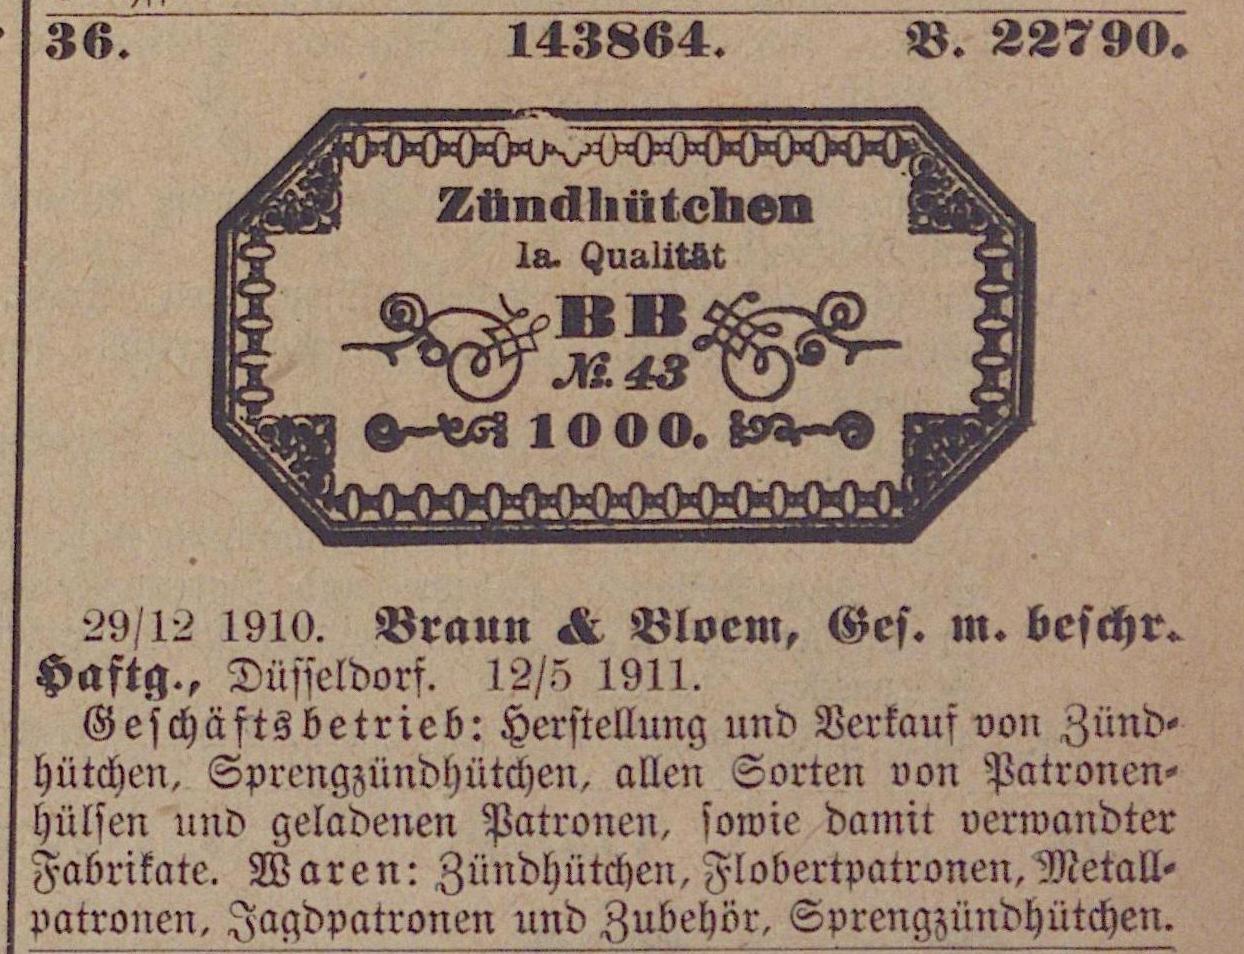 36. 143864. B. 22790.
Zündhütchen
Ia. Qualität
BB
№. 43
1000.
29/12 1910. Braun & Bloem, Geſ. m. beſchr.
Haftg., Düſſeldorf. 12/5 1911.
Geſchäftsbetrieb: Herſtellung und Verkauf von Zünd-
hütchen, Sprengzündhütchen, allen Sorten von Patronen-
hülſen und geladenen Patronen, ſowie damit verwandter
Fabrikate. Waren: Zündhütchen, Flobertpatronen, Metall-
patronen, Jagdpatronen und Zubehör, Sprengzündhütchen.